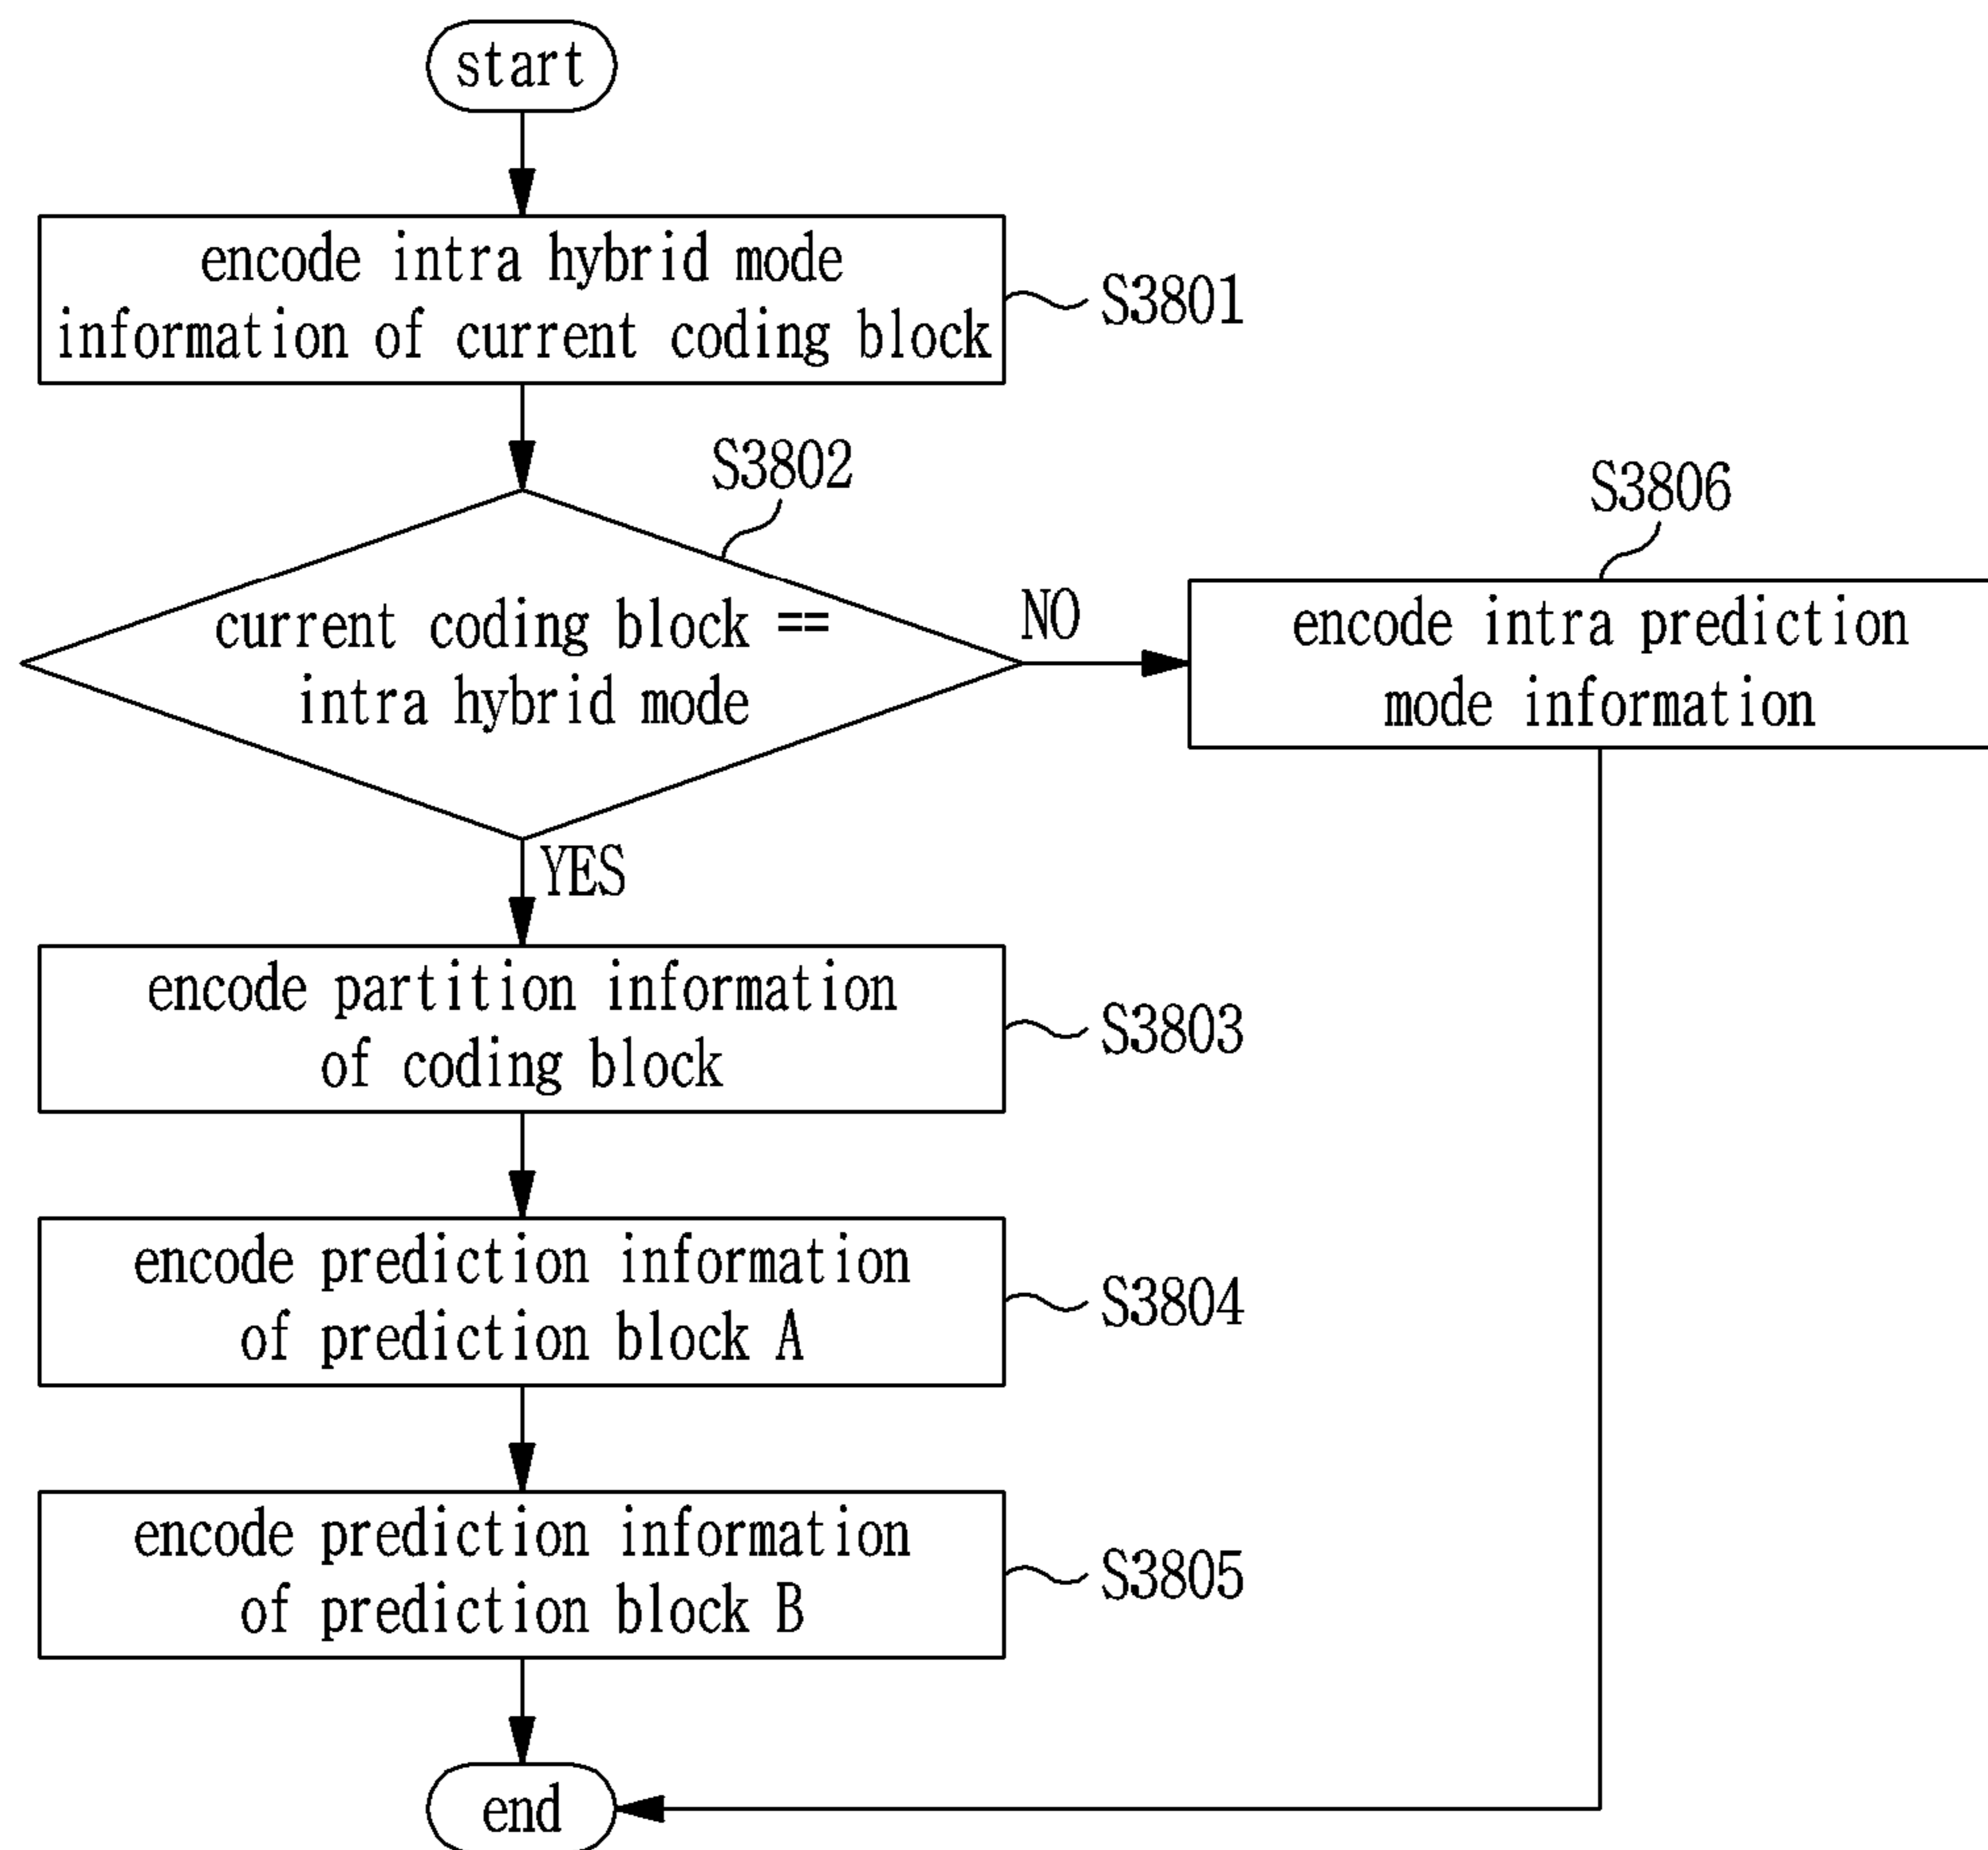 start
encode intra hybrid mode
information of current coding block
S3801
S3802
current coding block ==
intra hybrid mode
NO
S3806
encode intra prediction
mode information
YES
encode partition information
of coding block
S3803
encode prediction information
of prediction block A
S3804
encode prediction information
of prediction block B
S3805
end